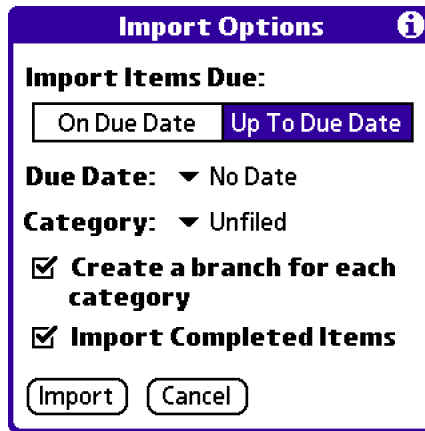 Import Options
Import Items Due:
On Due Date Up To Due Date
Due Date: No Date
Category: Unfiled
Create a branch for each
category
Import Completed Items
Import Cancel